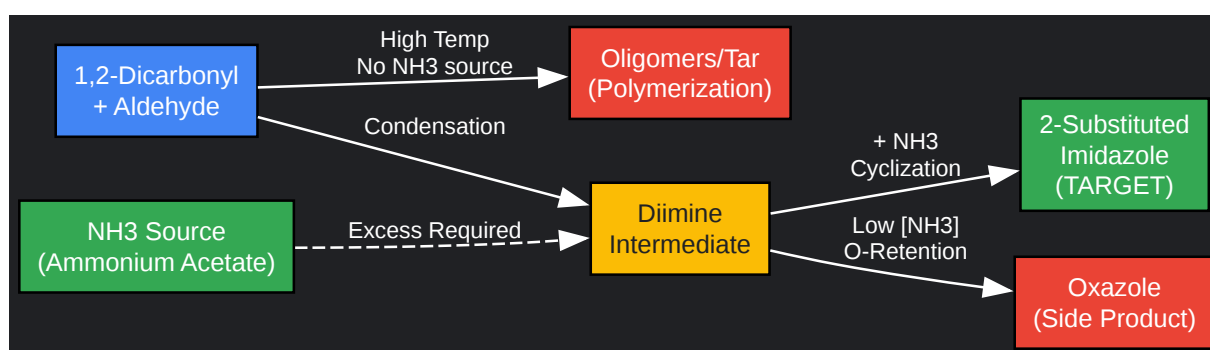 1,2-Dicarbonyl
+ Aldehyde
High Temp
No NH3 source
Oligomers/Tar
(Polymerization)
Condensation
NH3 Source
(Ammonium Acetate)
Excess Required
Diimine
Intermediate
+ NH3
Cyclization
2-Substituted
Imidazole
(TARGET)
Low [NH3]
O-Retention
Oxazole
(Side Product)